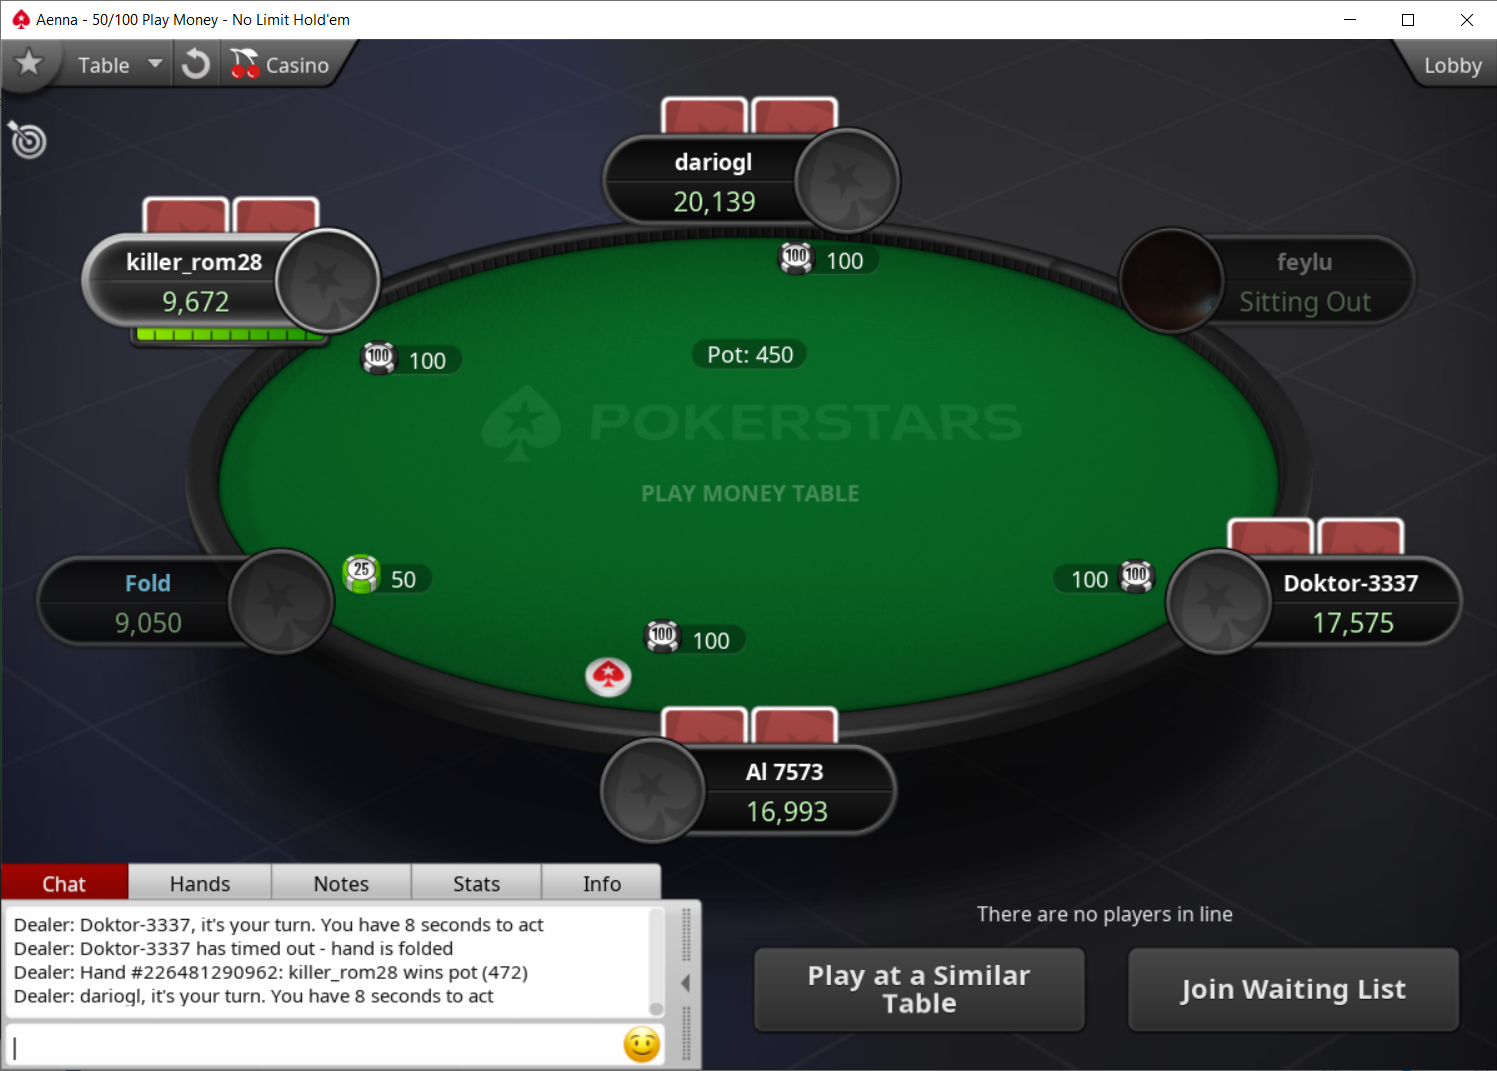 Aenna - 50/100 Play Money - No Limit Hold'em
Table
Casino
Lobby
dariogl
20,139
killer_rom28
9,672
feylu
Sitting Out
100
100
100
Pot: 450
POKERSTARS
PLAY MONEY TABLE
Fold
9,050
25
50
100
100
Doktor-3337
17,575
100
100
Al 7573
16,993
100
Chat
Hands
Notes
Stats
Info
Dealer: Doktor-3337, it's your turn. You have 8 seconds to act
Dealer: Doktor-3337 has timed out - hand is folded
Dealer: Hand #226481290962: killer_rom28 wins pot (472)
Dealer: dariogl, it's your turn. You have 8 seconds to act
There are no players in line
Play at a Similar
Table
Join Waiting List